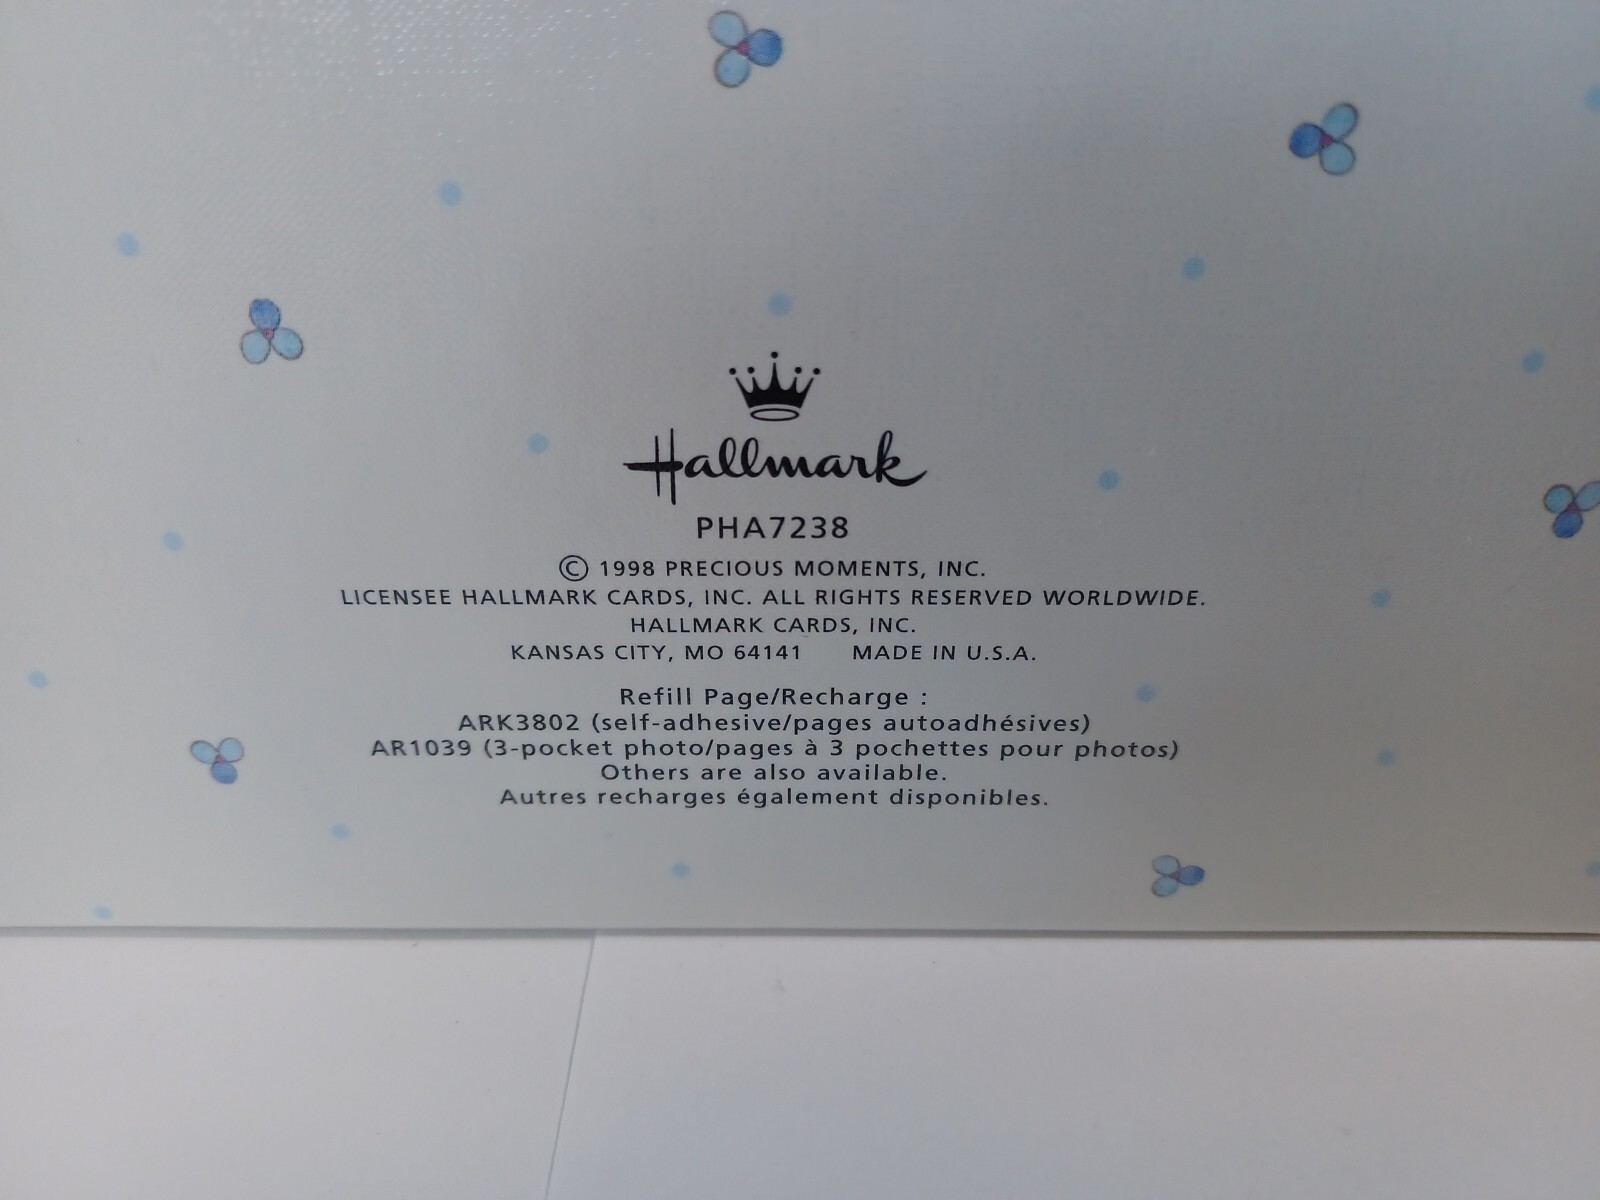 Hallmark
PHA7238
© 1998 PRECIOUS MOMENTS, INC.
LICENSEE HALLMARK CARDS, INC. ALL RIGHTS RESERVED WORLDWIDE.
HALLMARK CARDS, INC.
KANSAS CITY, MO 64141 MADE IN U.S.A.
Refill Page/Recharge :
ARK3802 (self-adhesive/pages autoadhésives)
AR1039 (3-pocket photo/pages à 3 pochettes pour photos)
Others are also available.
Autres recharges également disponibles.